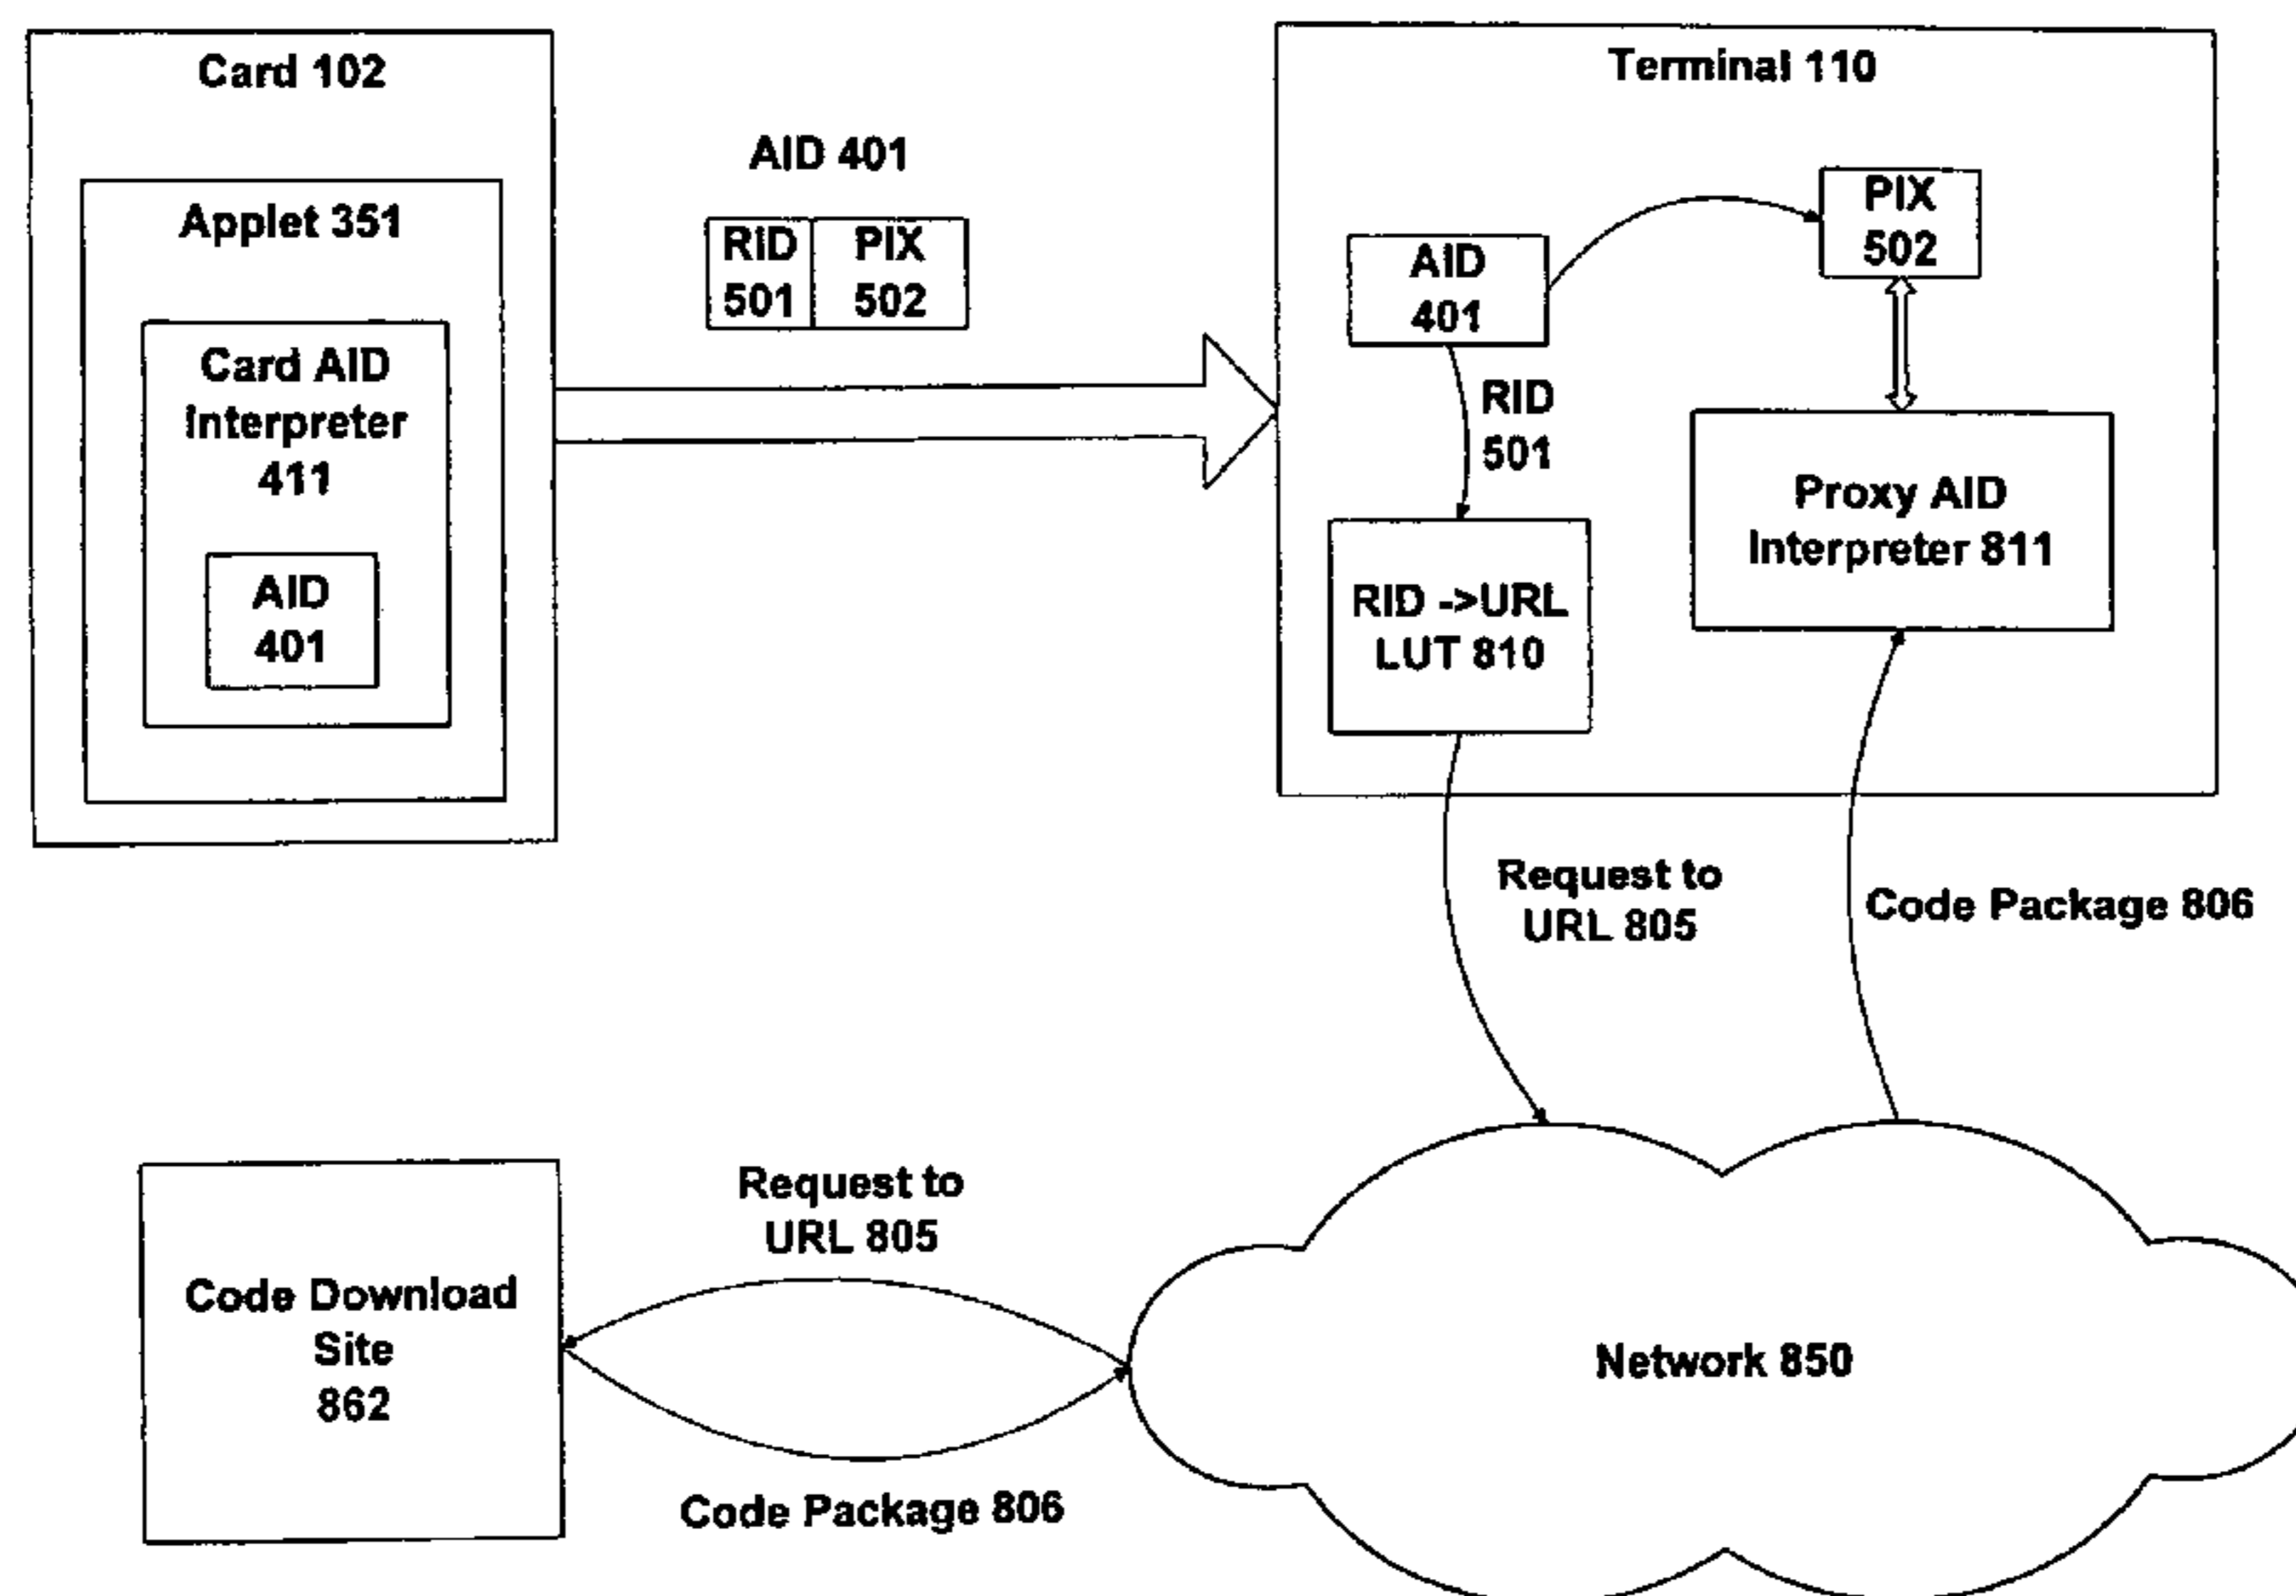 Card 102
Applet 351
Card AID
Interpreter
411
AID
401
AID 401
RID
501
PIX
502
Terminal 110
AID
401
PIX
502
RID
501
RID ->URL
LUT 810
Proxy AID
Interpreter 811
Request to
URL 805
Code Package 806
Code Download
Site
862
Request to
URL 805
Code Package 806
Network 850